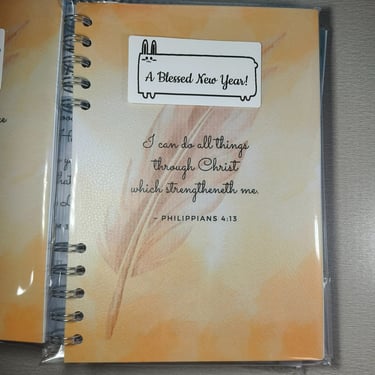 A Blessed New Year!
I can do all things
through Christ
which strengtheneth me.
– PHILIPPIANS 4:13